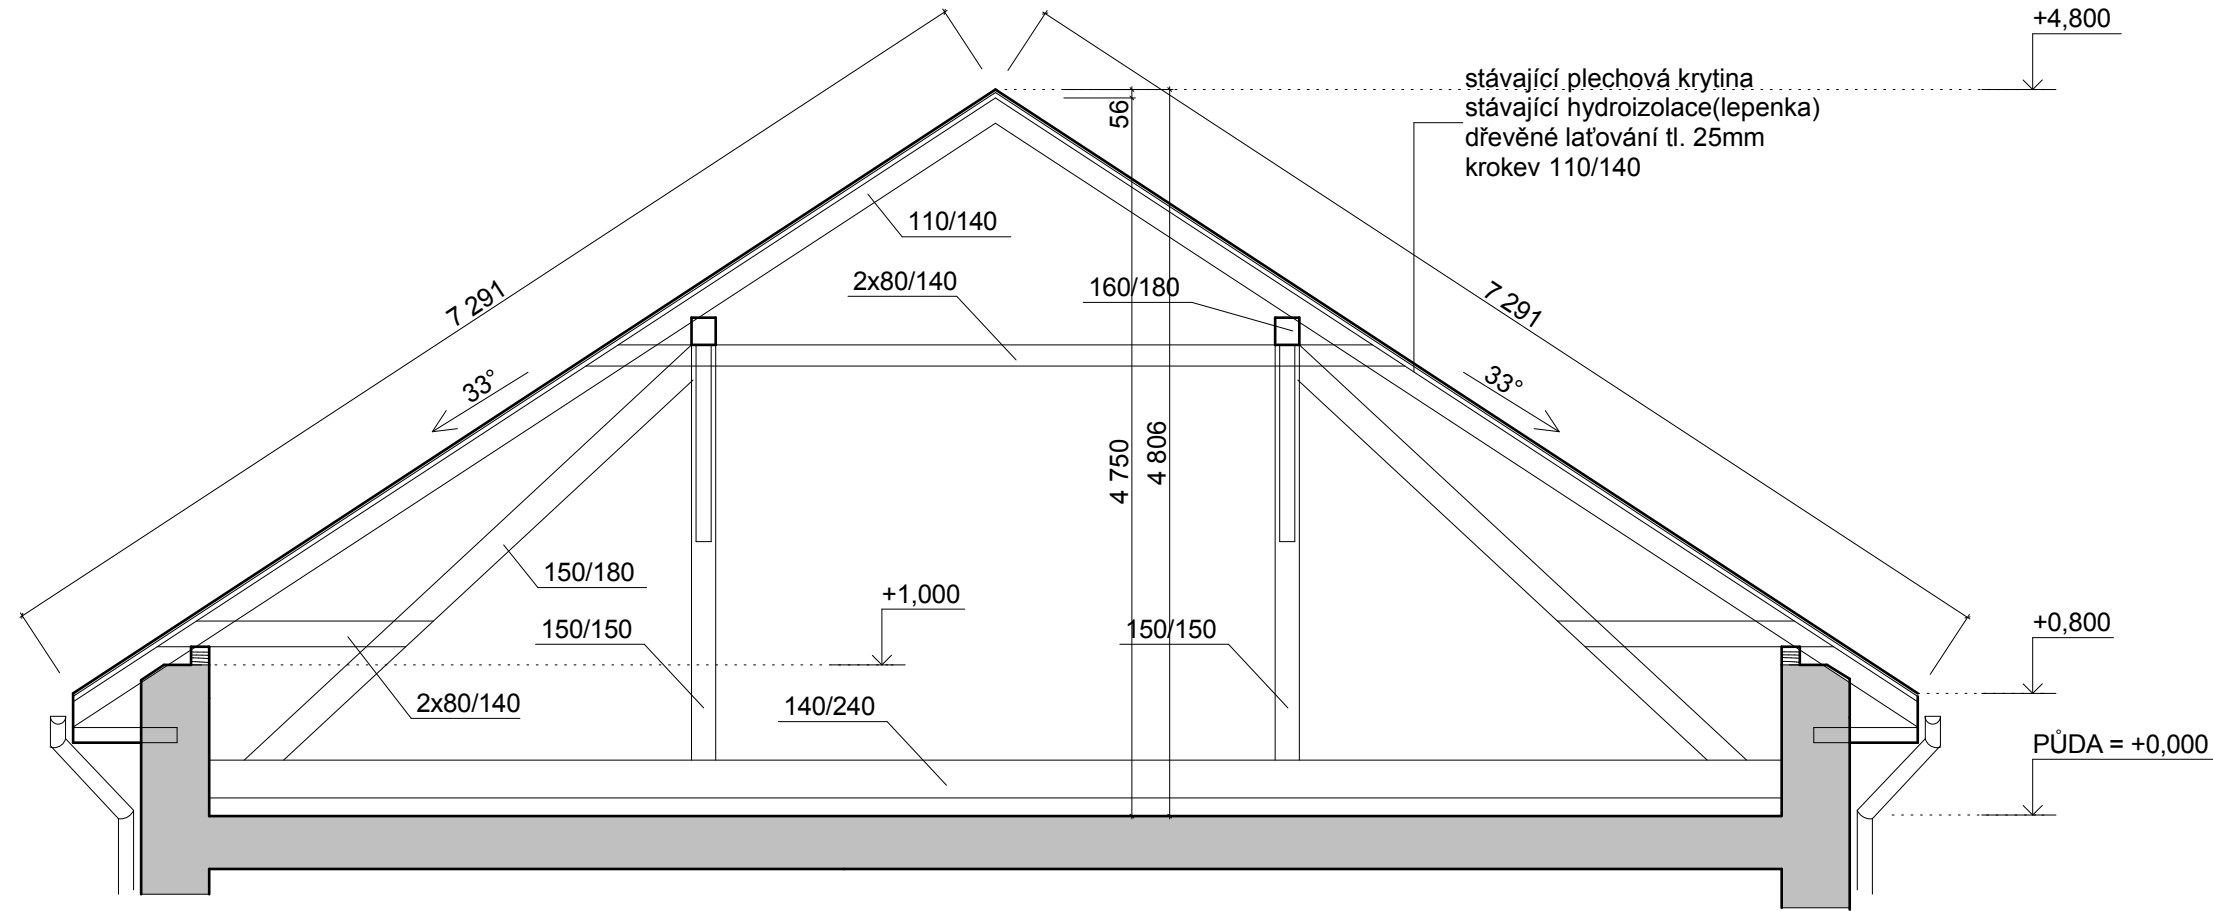 +4,800
stávající plechová krytina
stávající hydroizolace(lepenka)
dřevěné laťování tl. 25mm
krokev 110/140
56
110/140
2x80/140
160/180
7 291
7 291
33°
33°
4 750
4 806
150/180
+1,000
150/150
150/150
+0,800
2x80/140
140/240
PŮDA = +0,000